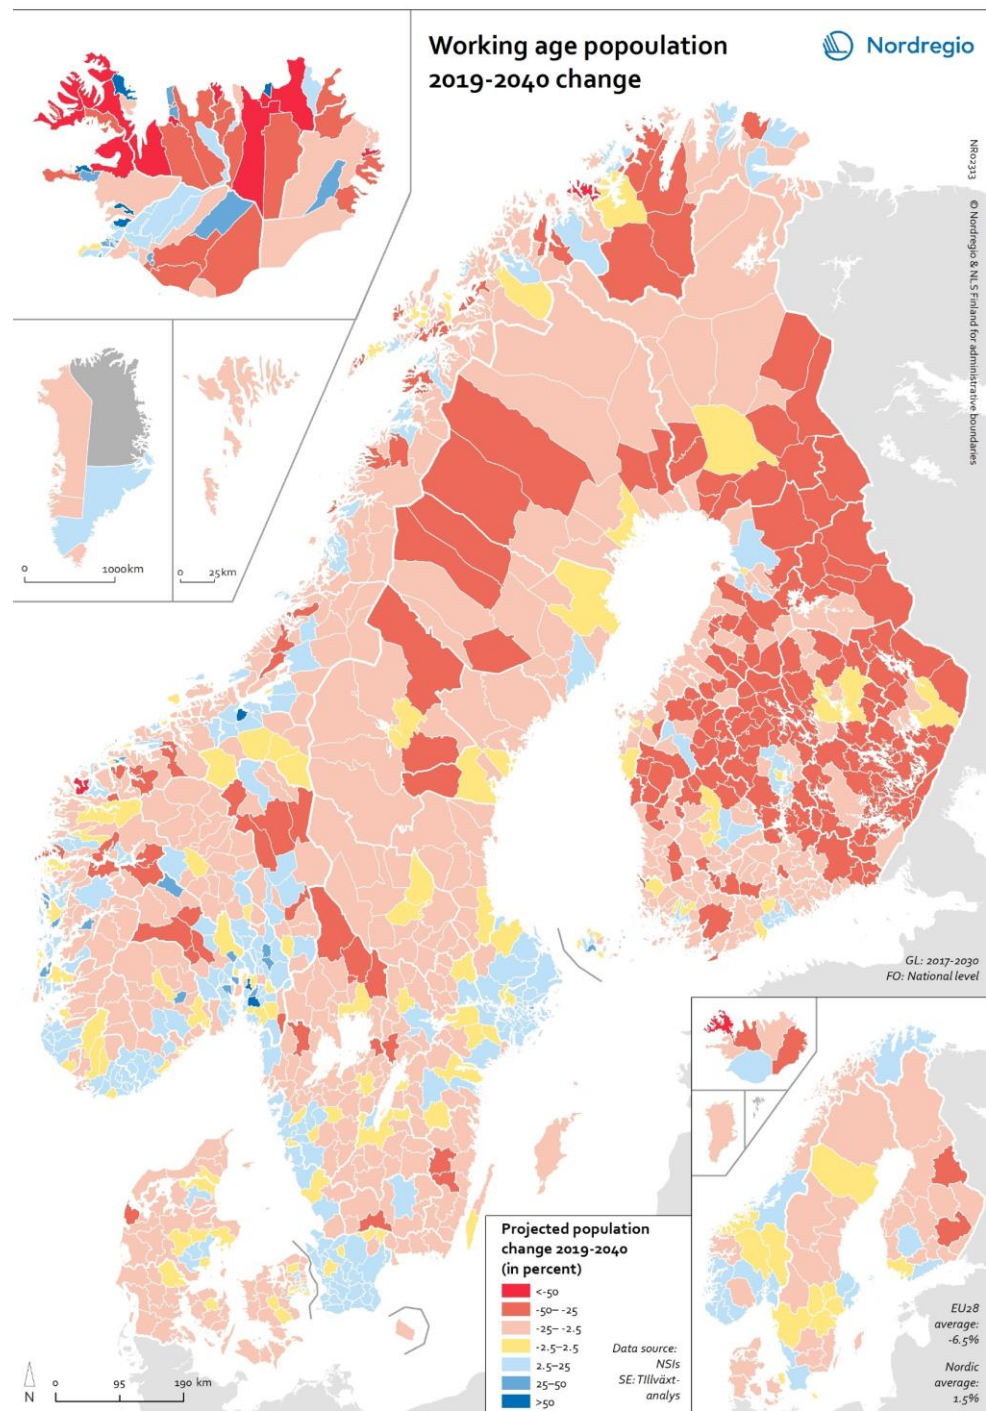 Working age popoulation
2019-2040 change
Nordregio
NR02313
© Nordregio & NLS Finland for administrative boundaries
0 1000km
0 25km
GL: 2017-2030
FO: National level
Projected population
change 2019-2040
(in percent)
<-50
-50– -25
-25– -2.5
-2.5–2.5
2.5–25
25–50
>50
Data source:
NSIs
SE: TIllväxt-
analys
EU28
average:
-6.5%
Nordic
average:
1.5%
N
0 95 190 km